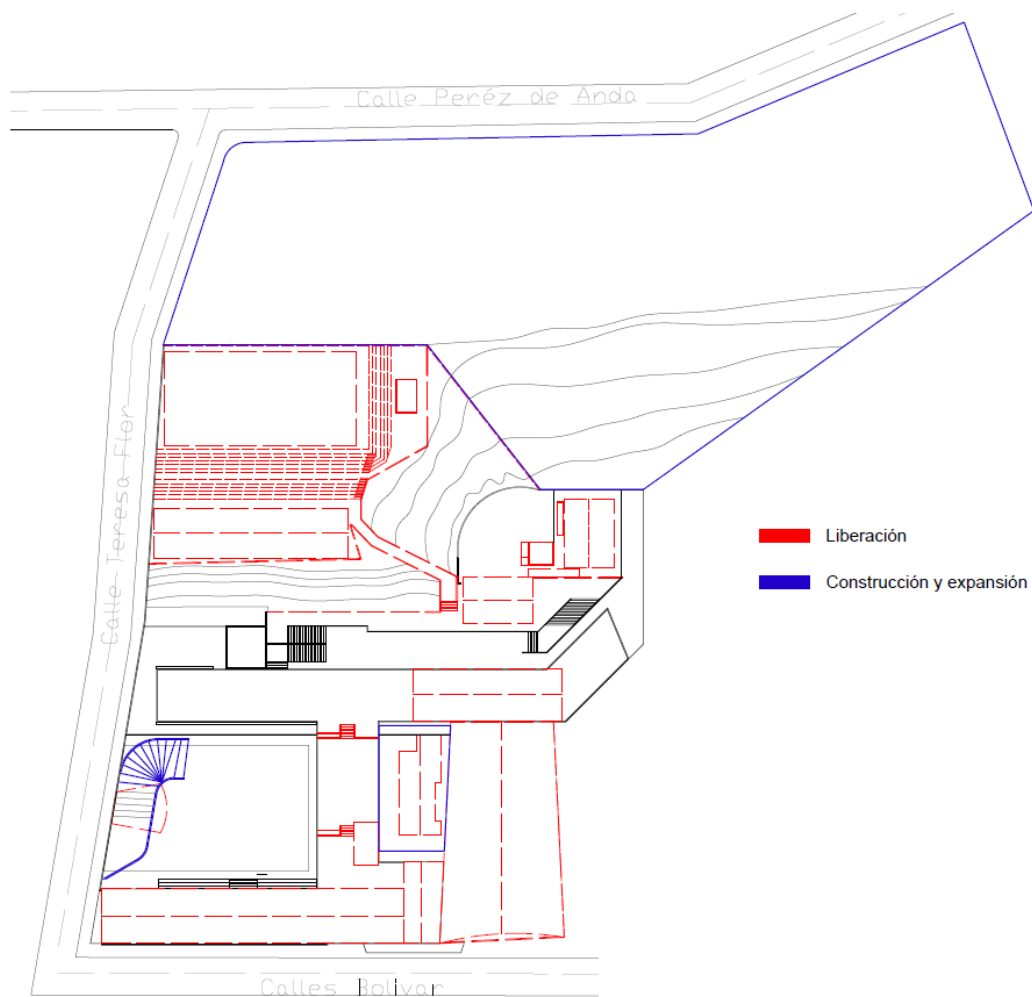 Calle Peréz de Anda
Calle Teresa Flor
Liberación
Construcción y expansión
Calles Bolivar